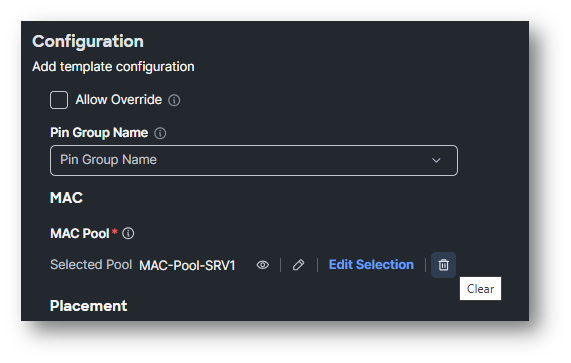 Configuration
Add template configuration
Allow Override
Pin Group Name
Pin Group Name
MAC
MAC Pool *
Selected Pool MAC-Pool-SRV1 | Edit Selection |
Clear
Placement